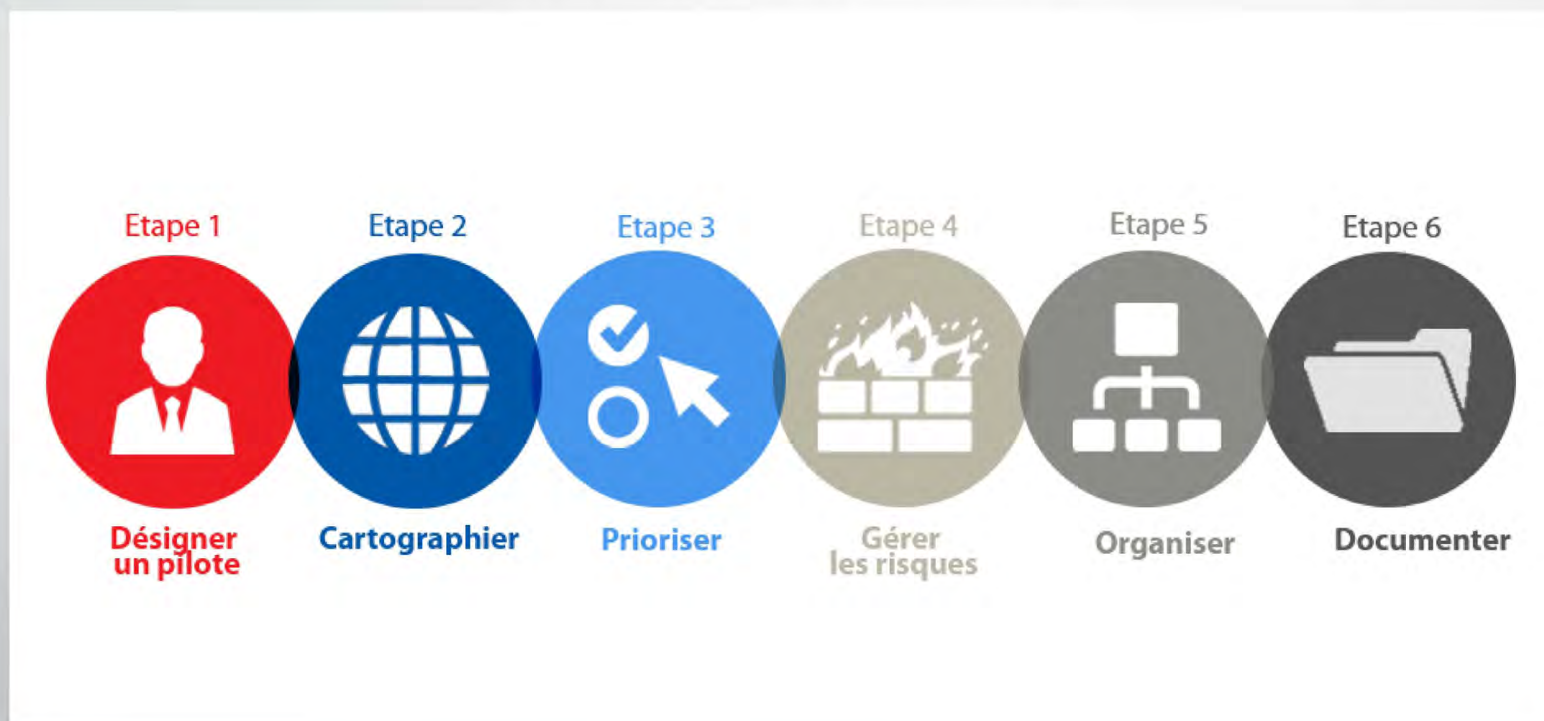 Etape 1
Etape 2
Etape 3
Etape 4
Etape 5
Etape 6
Désigner
un pilote
Cartographier
Prioriser
Gérer
les risques
Organiser
Documenter